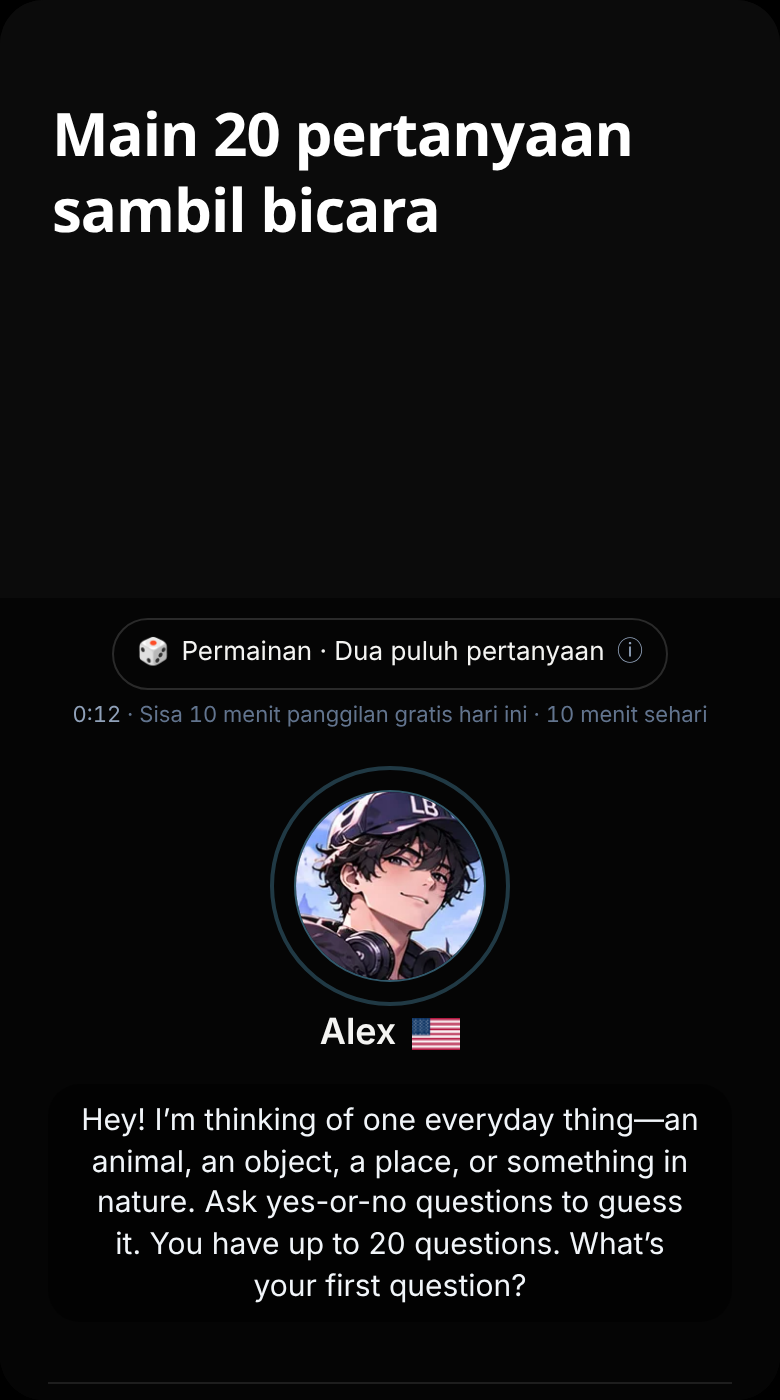 Main 20 pertanyaan
sambil bicara
Permainan · Dua puluh pertanyaan ⓘ
0:12 · Sisa 10 menit panggilan gratis hari ini · 10 menit sehari
LB
Alex
Hey! I’m thinking of one everyday thing—an
animal, an object, a place, or something in
nature. Ask yes-or-no questions to guess
it. You have up to 20 questions. What’s
your first question?